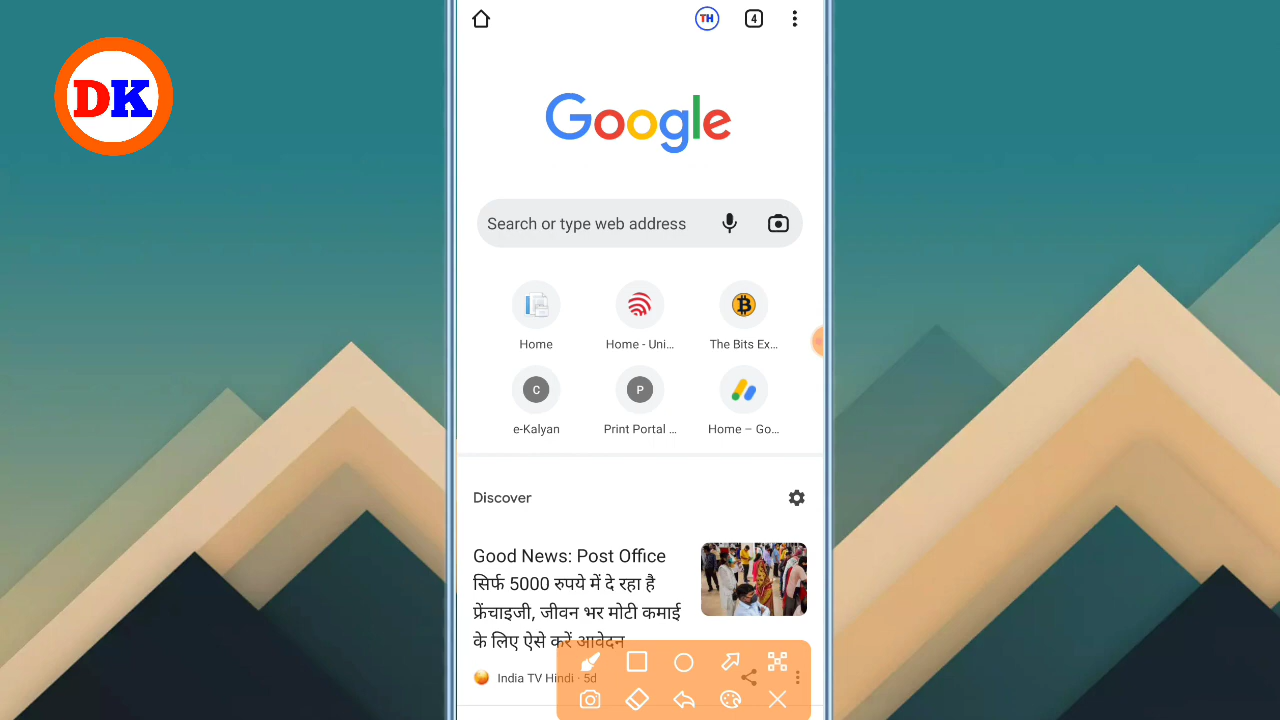 DK
TH
4
Google
Search or type web address
Home
Home - Uni...
The Bits Ex...
C
P
e-Kalyan
Print Portal ...
Home – Go...
Discover
Good News: Post Office
सिर्फ 5000 रुपये में दे रहा है
फ्रेंचाइजी, जीवन भर मोटी कमाई
के लिए ऐसे करें आवेदन
India TV Hindi · 5d